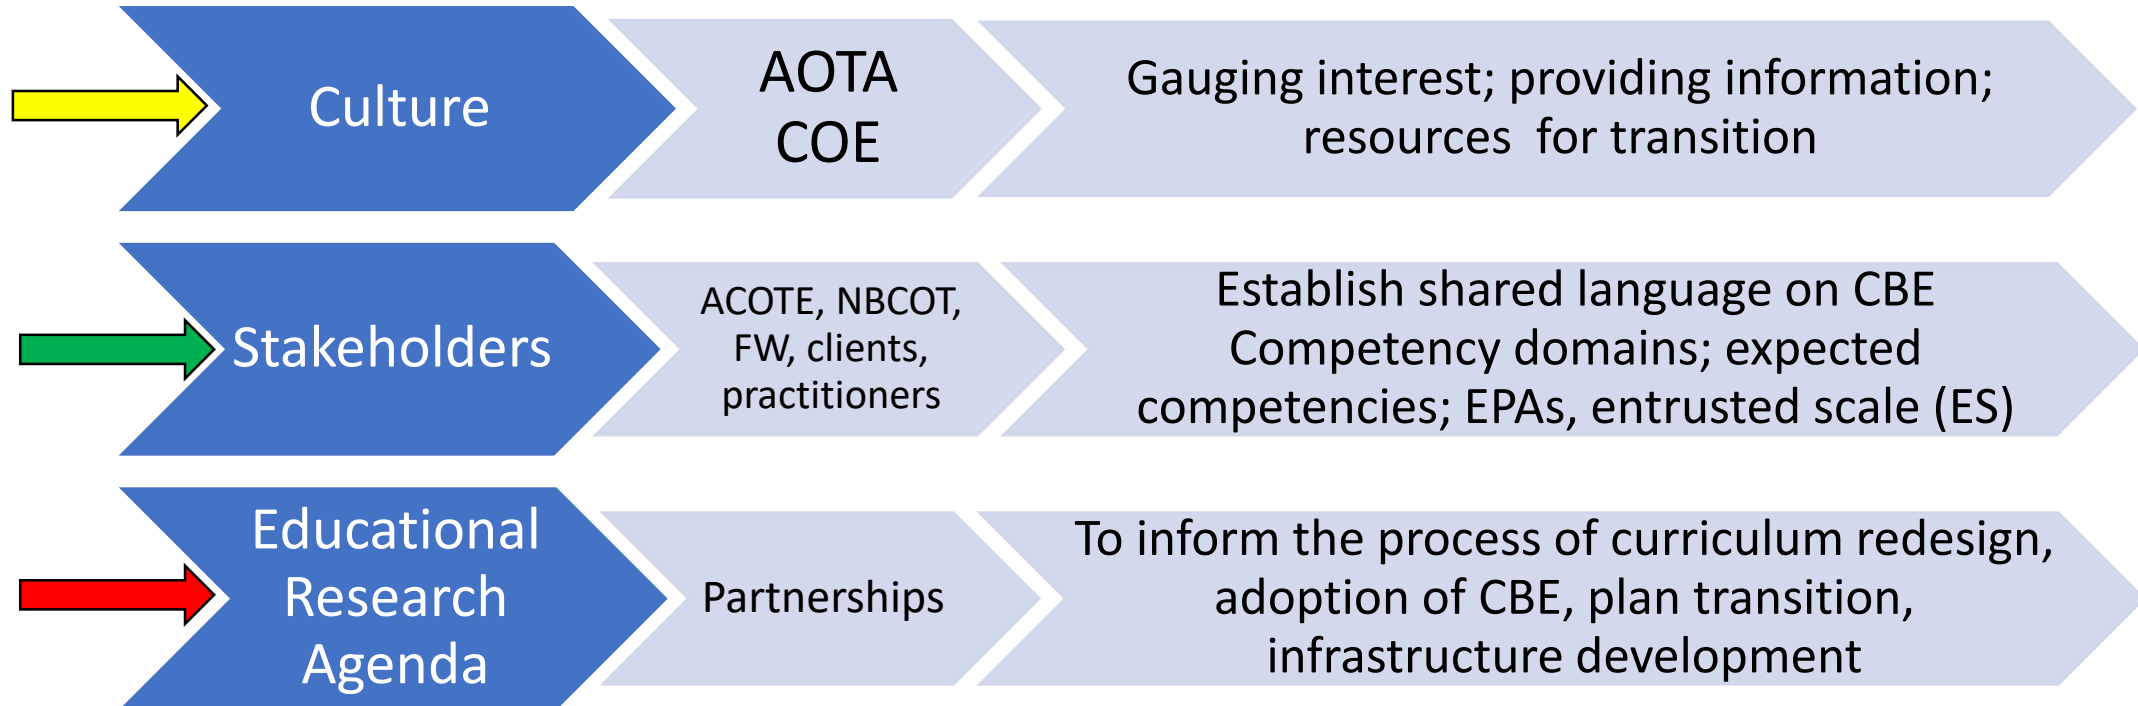 Culture
AOTA
COE
Gauging interest; providing information;
resources  for transition
Stakeholders
ACOTE, NBCOT,
FW, clients,
practitioners
Establish shared language on CBE
Competency domains; expected
competencies; EPAs, entrusted scale (ES)
Educational
Research
Agenda
Partnerships
To inform the process of curriculum redesign,
adoption of CBE, plan transition,
infrastructure development